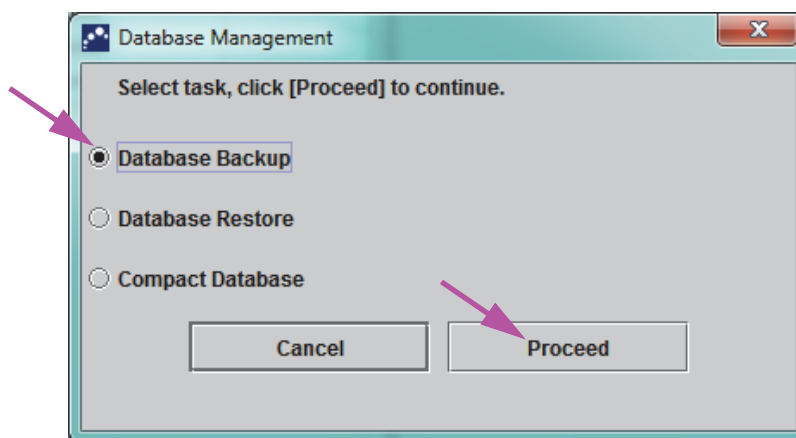 Database Management
Select task, click [Proceed] to continue.
Database Backup
Database Restore
Compact Database
Cancel Proceed